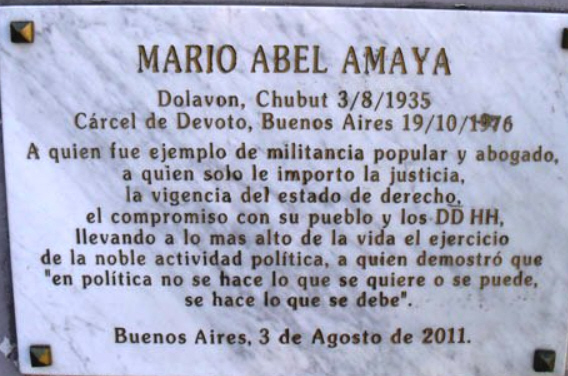 MARIO ABEL AMAYA
Dolavon, Chubut 3/8/1935
Cárcel de Devoto, Buenos Aires 19/10/1976
A quien fue ejemplo de militancia popular y abogado,
a quien solo le importo la justicia,
la vigencia del estado de derecho,
el compromiso con su pueblo y los DD HH,
llevando a lo mas alto de la vida el ejercicio
de la noble actividad política, a quien demostró que
"en política no se hace lo que se quiere o se puede,
se hace lo que se debe".
Buenos Aires, 3 de Agosto de 2011.